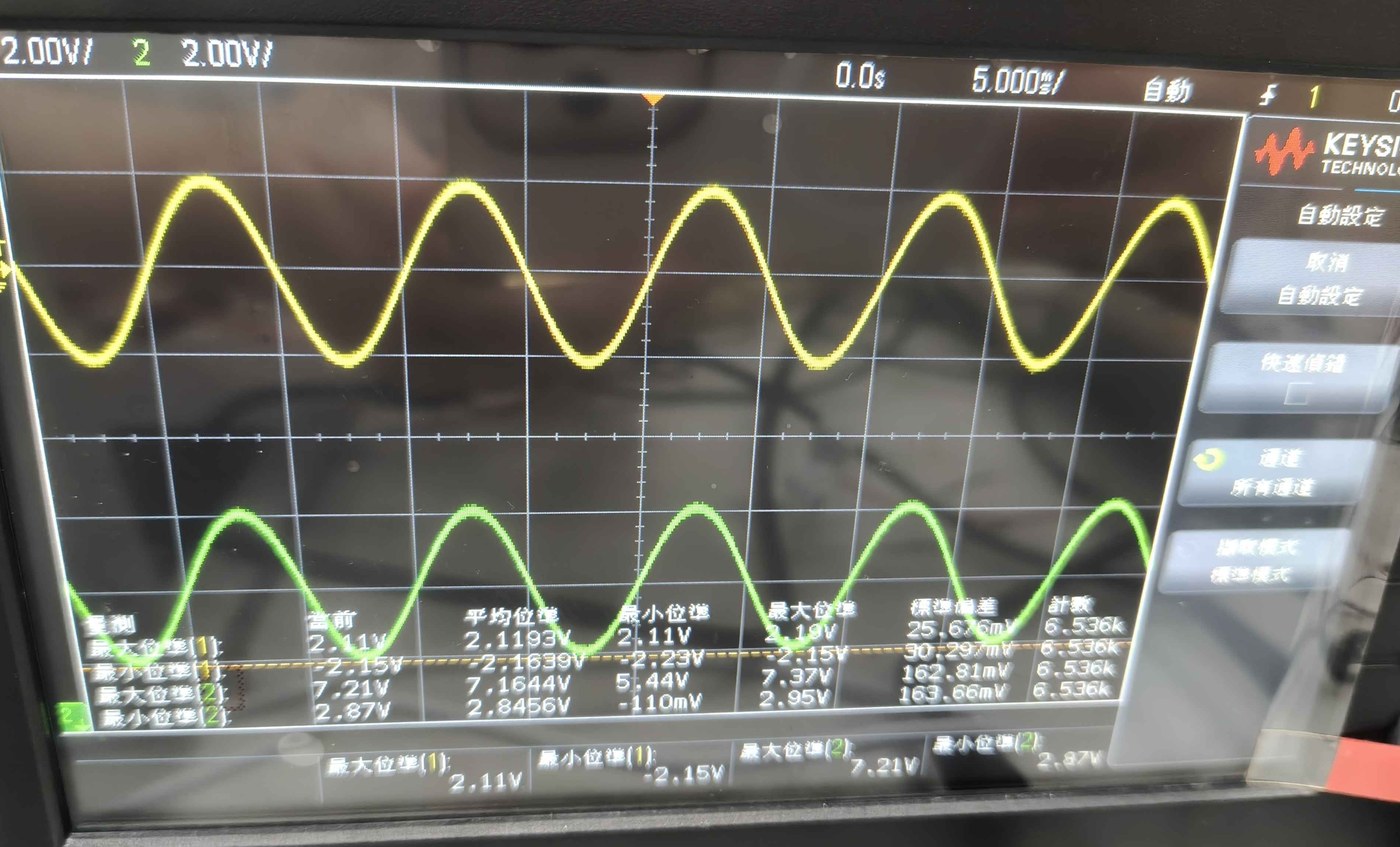 2.00V/ 2 2.00V/ 0.0s 5.000ms/ 自動 1
KEYSI
TECHNOLO
自動設定
取消
自動設定
快速偵錯
通道
所有通道
擷取模式
標準模式
量測 當前 平均位準 最小位準 最大位準 標準偏差 計數
最大位準(1): 2.11V 2.1193V 2.11V 2.19V 25.676mV 6.536k
最小位準(1): -2.15V -2.1639V -2.23V -2.15V 30.297mV 6.536k
最大位準(2): 7.21V 7.1644V 5.44V 7.37V 162.81mV 6.536k
最小位準(2): 2.87V 2.8456V -110mV 2.95V 163.66mV 6.536k
2
最大位準(1): 最小位準(1): 最大位準(2): 最小位準(2):
2.11V -2.15V 7.21V 2.87V